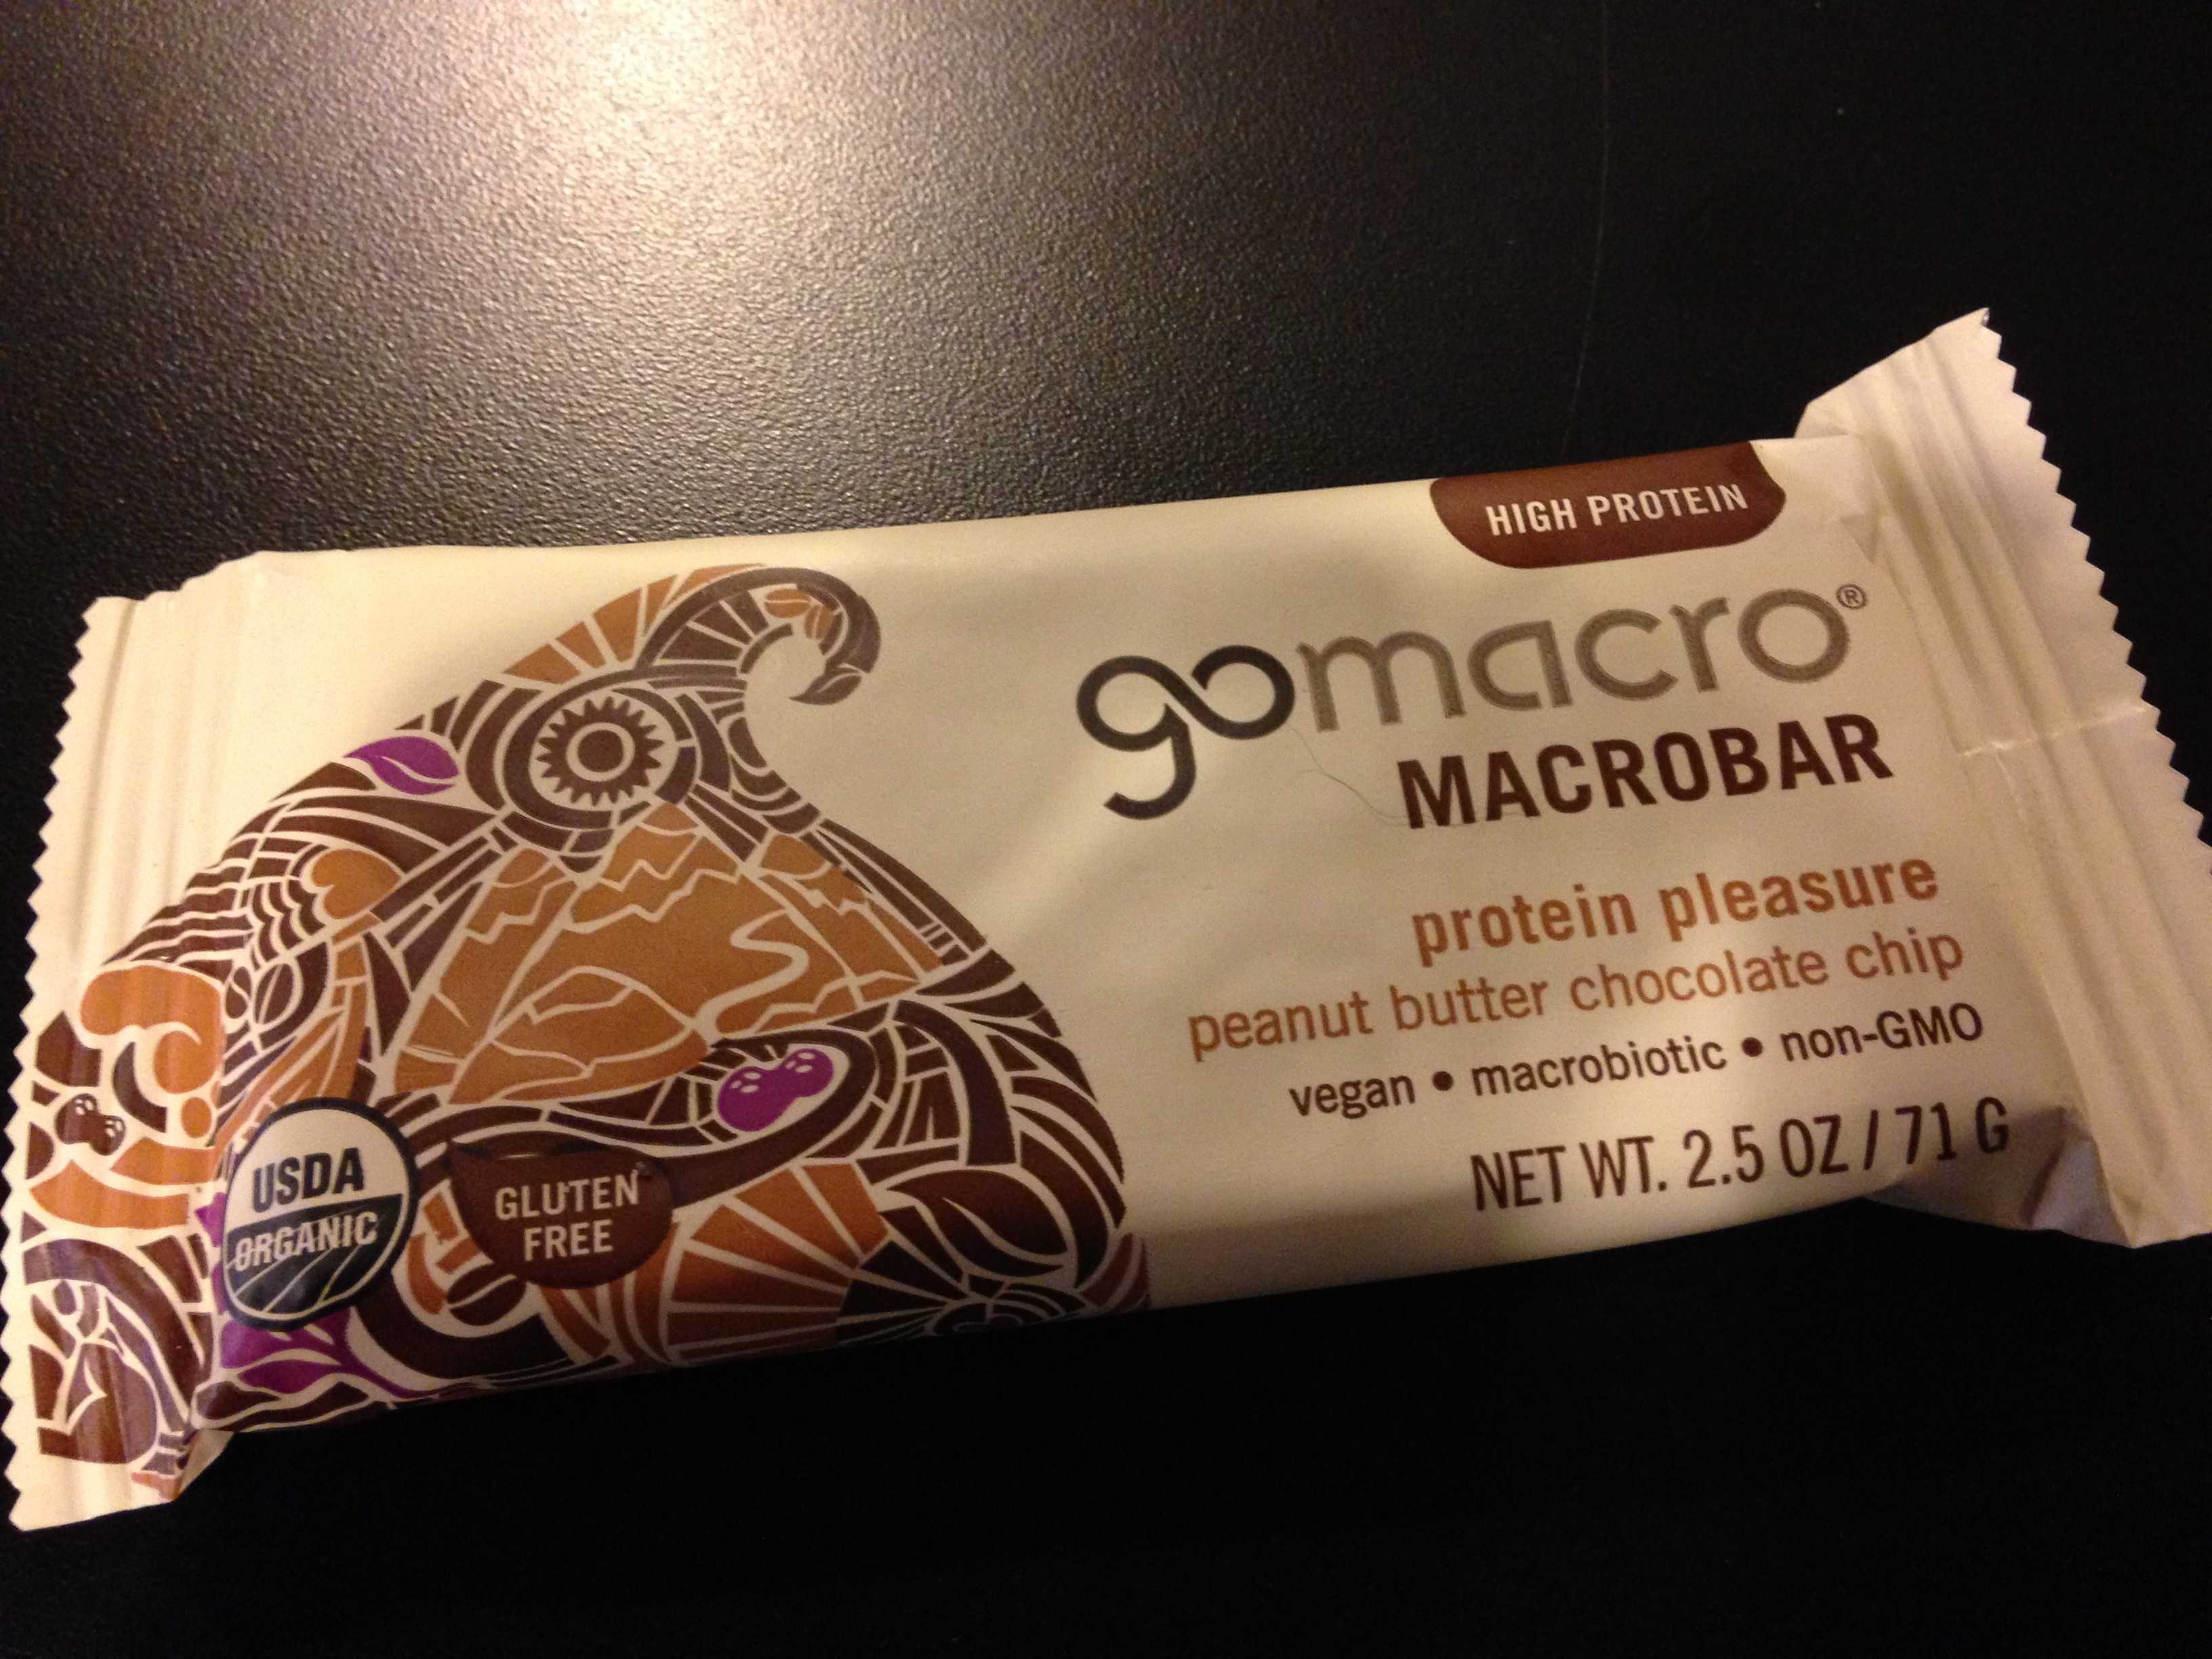 HIGH PROTEIN
gomacro®
MACROBAR
protein pleasure
peanut butter chocolate chip
vegan • macrobiotic • non-GMO
NET WT. 2.5 OZ / 71 G
USDA
ORGANIC
GLUTEN
FREE